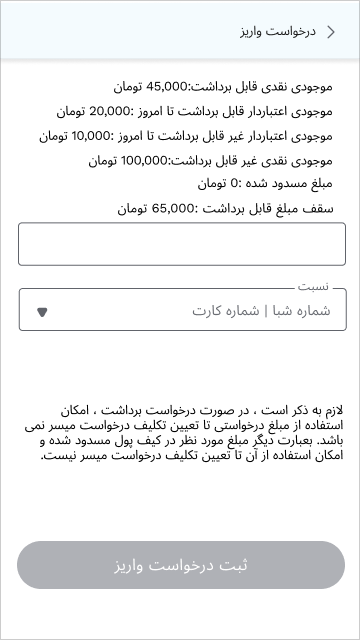 درخواست واریز
موجودی نقدی قابل برداشت:45,000 تومان
موجودی اعتباردار قابل برداشت تا امروز :20,000 تومان
موجودی اعتباردار غیر قابل برداشت تا امروز :10,000 تومان
موجودی نقدی غیر قابل برداشت:100,000 تومان
مبلغ مسدود شده :0 تومان
سقف مبلغ قابل برداشت :65,000 تومان
نسبت
شماره شبا | شماره کارت
لازم به ذکر است ، در صورت درخواست برداشت ، امکان
استفاده از مبلغ درخواستی تا تعیین تکلیف درخواست میسر نمی
باشد. بعبارت دیگر مبلغ مورد نظر در کیف پول مسدود شده و
امکان استفاده از آن تا تعیین تکلیف درخواست میسر نیست.
ثبت درخواست واریز